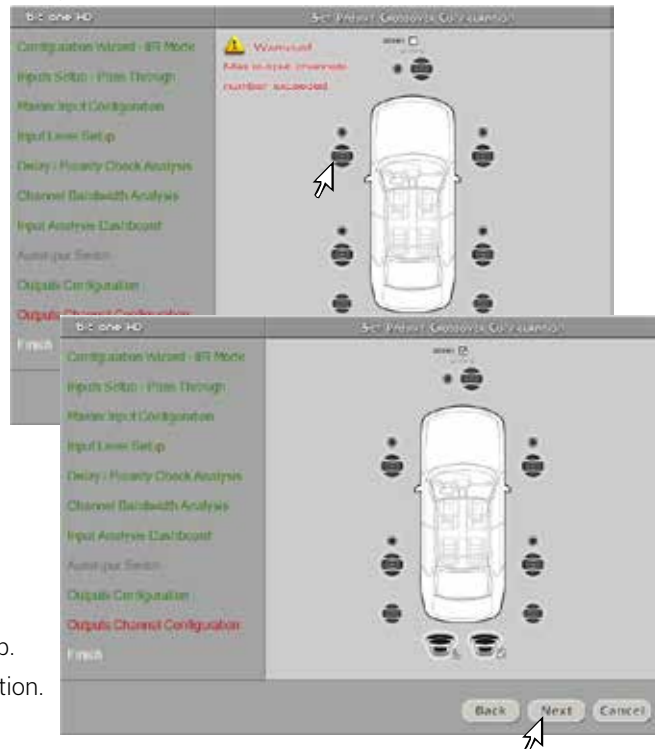 bit one HD
Set Preset Crossover Configuration
Configuration Wizard - IIR Mode
Inputs Setup - Pass Through
Master Input Configuration
Input Level Setup
Delay / Polarity Check Analysis
Channel Bandwidth Analysis
Input Analysis Dashboard
Outputs Configuration
Outputs Channel Configuration
Finish
Warning!
Max output channels
number exceeded
bit one HD
Set Preset Crossover Configuration
Configuration Wizard - IIR Mode
Inputs Setup - Pass Through
Master Input Configuration
Input Level Setup
Delay / Polarity Check Analysis
Channel Bandwidth Analysis
Input Analysis Dashboard
Outputs Configuration
Outputs Channel Configuration
Finish
Back
Next
Cancel
p.
tion.